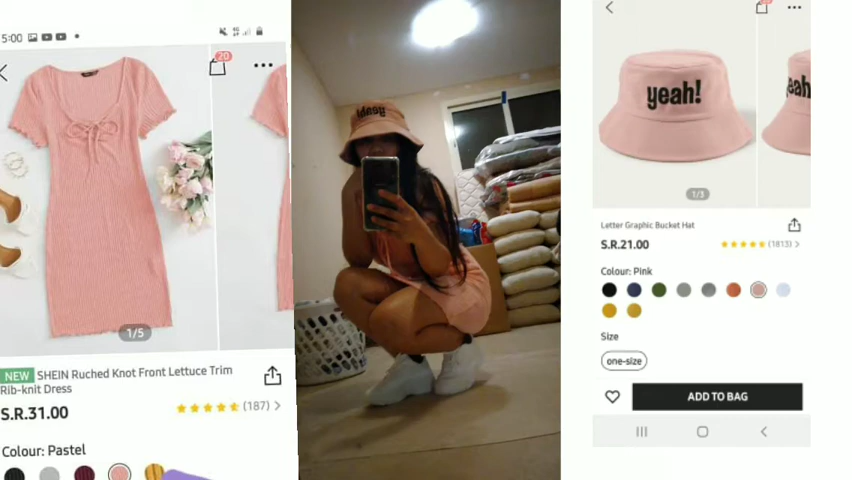 5:00
20
1/5
NEW SHEIN Ruched Knot Front Lettuce Trim
Rib-knit Dress
S.R.31.00
(187)
Colour: Pastel
yeah!
yeah!
yeah
1/3
Letter Graphic Bucket Hat
S.R.21.00
(1813)
Colour: Pink
Size
one-size
ADD TO BAG